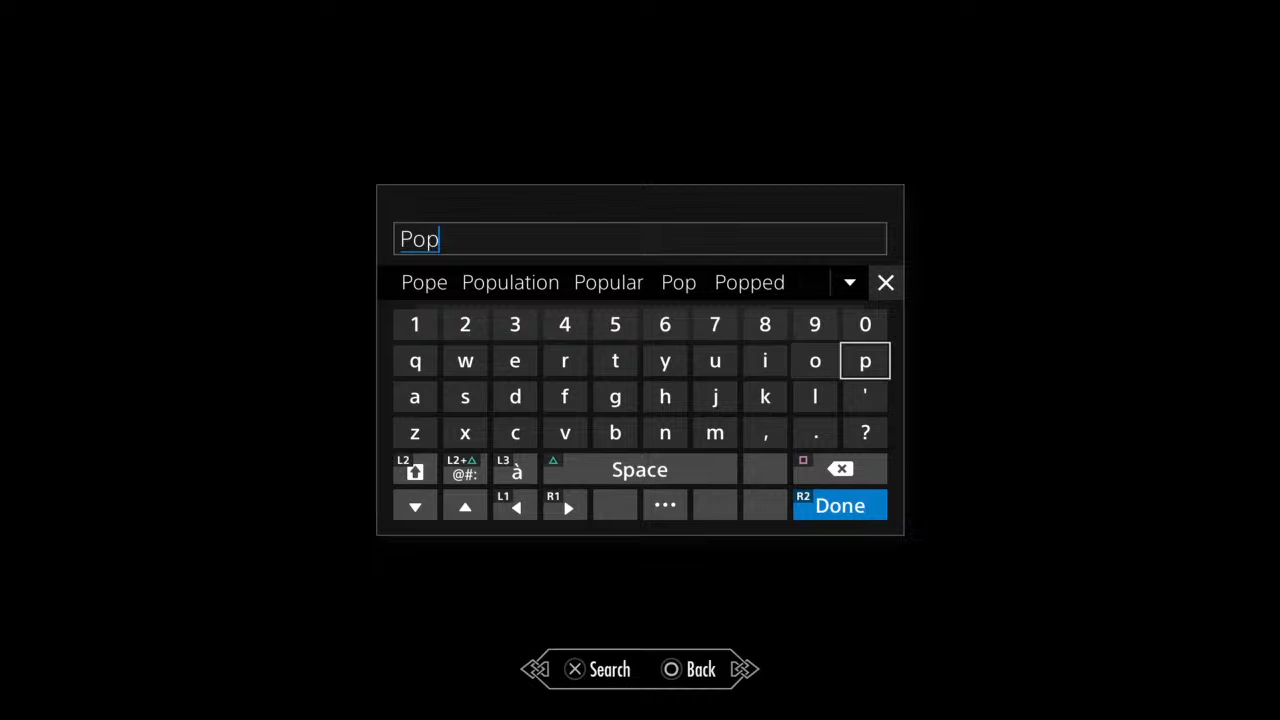 Pop
Pope Population Popular Pop Popped
1 2 3 4 5 6 7 8 9 0
q w e r t y u i o p
a s d f g h j k l '
z x c v b n m , . ?
L2 L2+△ @#: L3 à △ Space
L1 R1 ... R2 Done
Search Back